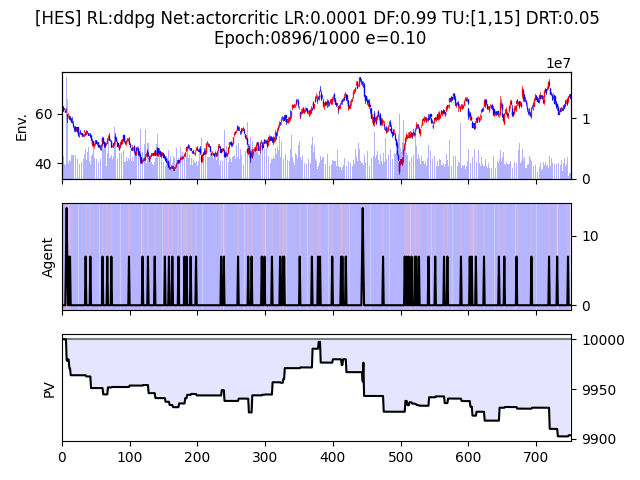 [HES] RL:ddpg Net:actorcritic LR:0.0001 DF:0.99 TU:[1,15] DRT:0.05
Epoch:0896/1000 e=0.10
1e7
Env.
60
40
1
0
Agent
10
0
PV
10000
9950
9900
0 100 200 300 400 500 600 700